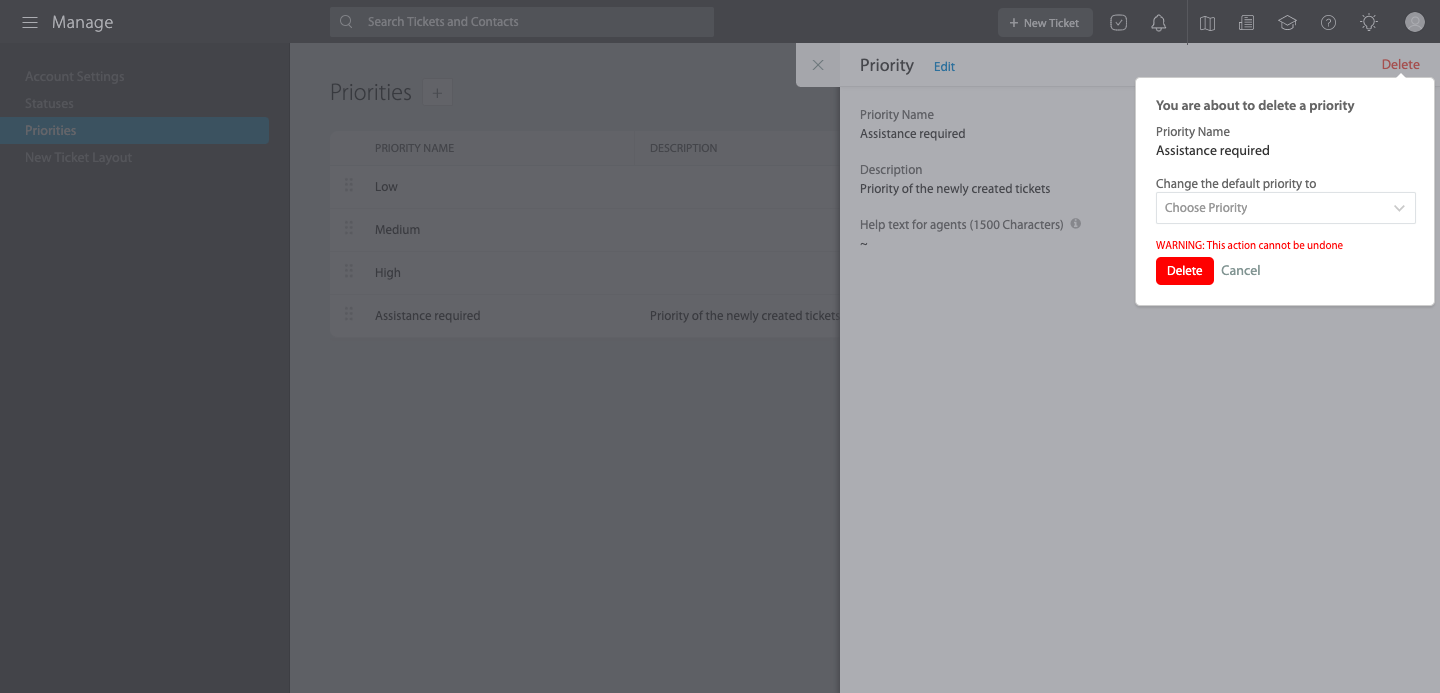 Manage
Search Tickets and Contacts
+ New Ticket
Account Settings
Statuses
Priorities
New Ticket Layout
Priorities +
PRIORITY NAME DESCRIPTION
Low
Medium
High
Assistance required Priority of the newly created tickets
Priority Edit Delete
Priority Name
Assistance required
Description
Priority of the newly created tickets
Help text for agents (1500 Characters)
~
You are about to delete a priority
Priority Name
Assistance required
Change the default priority to
Choose Priority
WARNING: This action cannot be undone
Delete Cancel